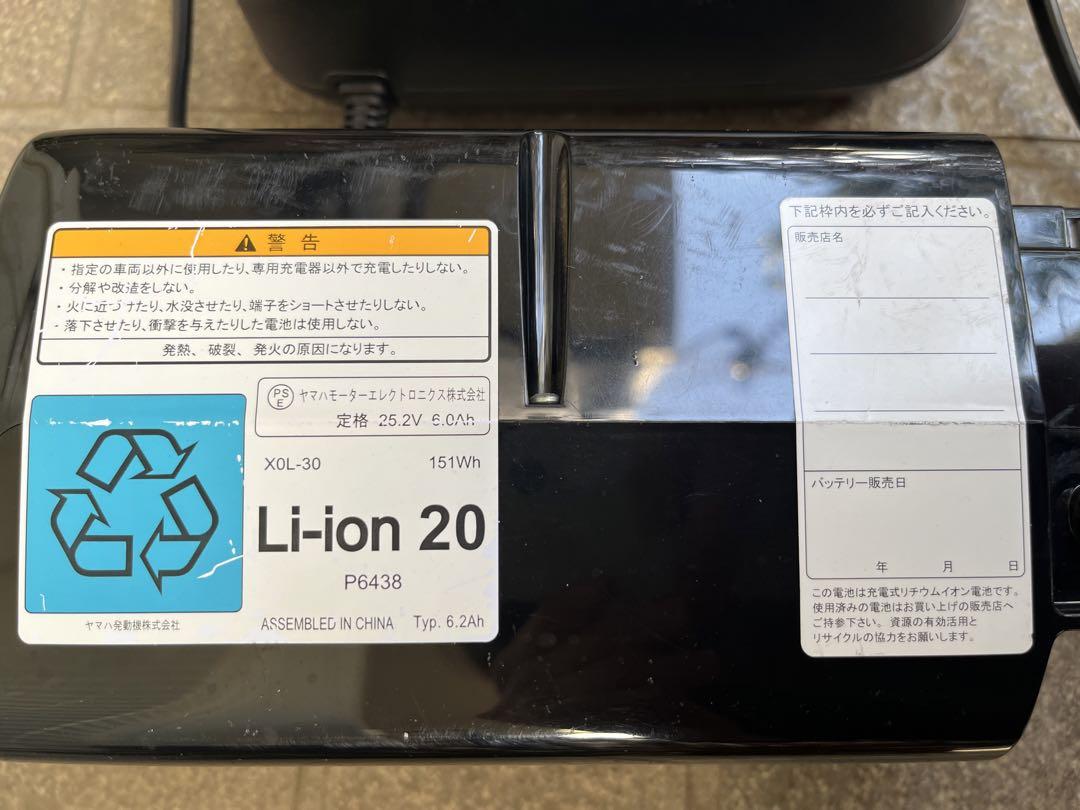 警告
・指定の車両以外に使用したり、専用充電器以外で充電したりしない。
・分解や改造をしない。
・火に近づけたり、水没させたり、端子をショートさせたりしない。
・落下させたり、衝撃を与えたりした電池は使用しない。
発熱、破裂、発火の原因になります。
PS
E
ヤマハモーターエレクトロニクス株式会社
定格 25.2V 6.0Ah
X0L-30 151Wh
Li-ion 20
P6438
ヤマハ発動機株式会社
ASSEMBLED IN CHINA Typ. 6.2Ah
下記枠内を必ずご記入ください。
販売店名
バッテリー販売日
年 月 日
この電池は充電式リチウムイオン電池です。
使用済みの電池はお買い上げの販売店へ
ご持参下さい。資源の有効活用と
リサイクルの協力をお願いします。